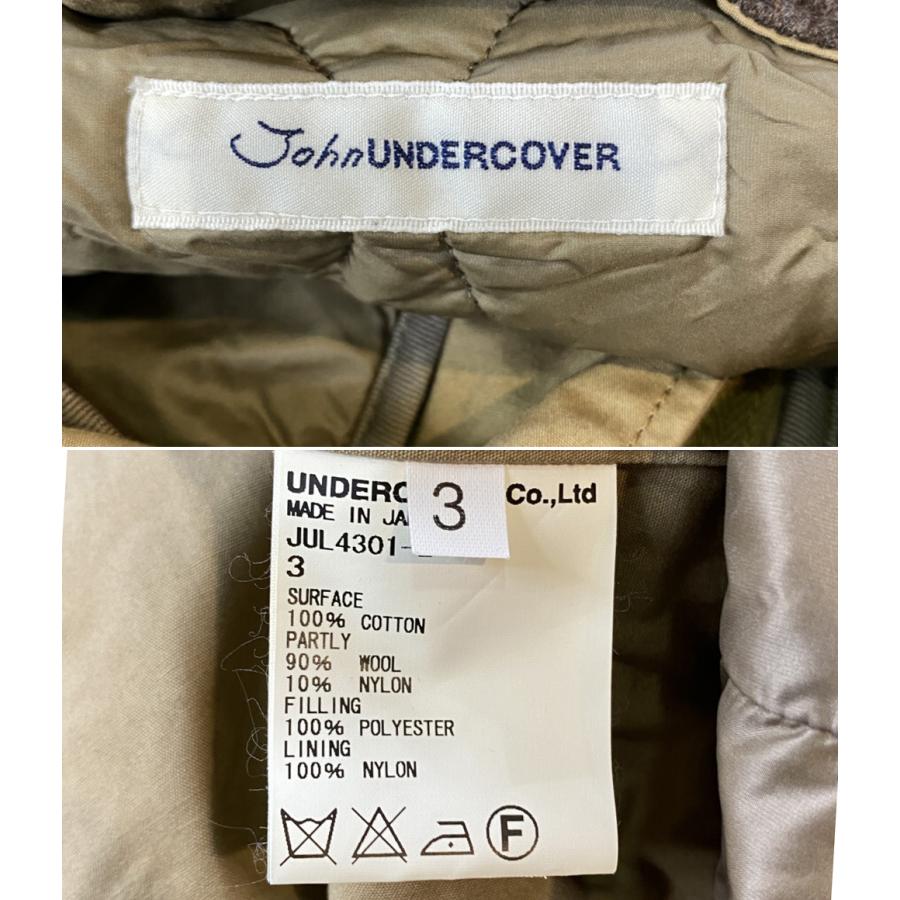 John UNDERCOVER
UNDERC Co.,Ltd
3
MADE IN JA
JUL4301-
3
SURFACE
100% COTTON
PARTLY
90% WOOL
10% NYLON
FILLING
100% POLYESTER
LINING
100% NYLON
F